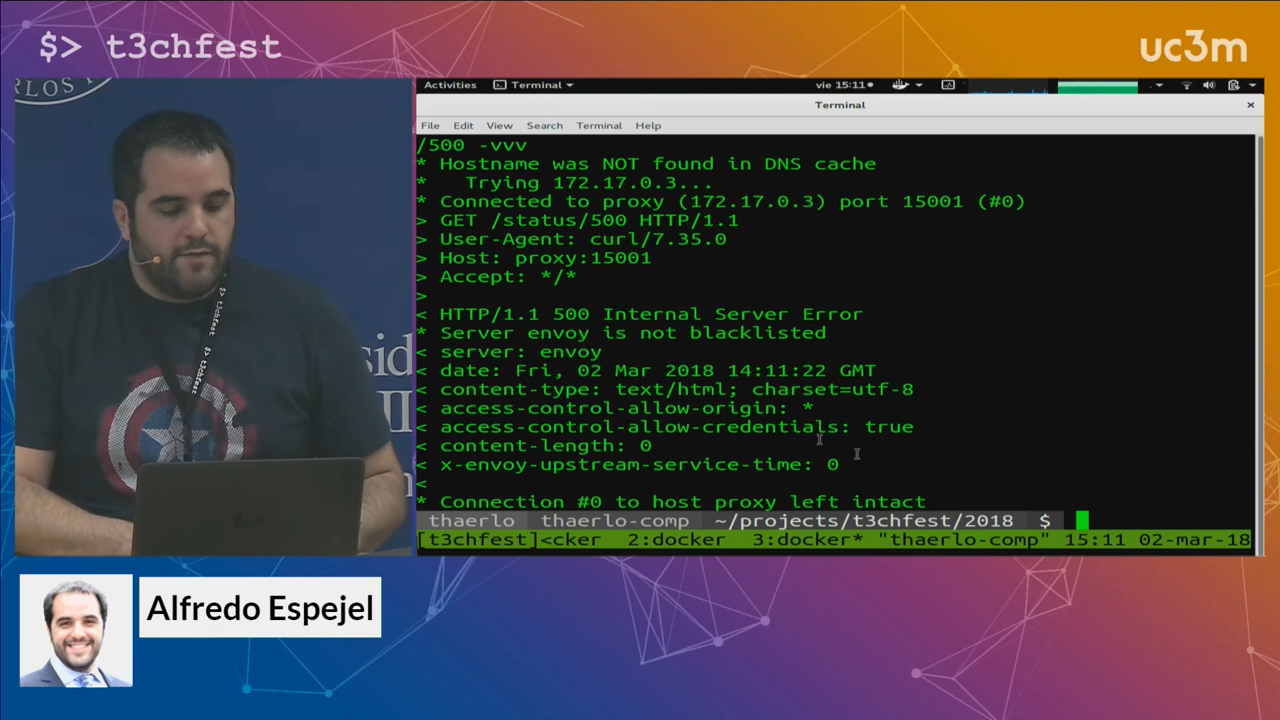 $> t3chfest
uc3m
RLOS
Activities Terminal vie 15:11
Terminal
File Edit View Search Terminal Help
/500 -vvv
* Hostname was NOT found in DNS cache
*   Trying 172.17.0.3...
* Connected to proxy (172.17.0.3) port 15001 (#0)
> GET /status/500 HTTP/1.1
> User-Agent: curl/7.35.0
> Host: proxy:15001
> Accept: */*
>
< HTTP/1.1 500 Internal Server Error
* Server envoy is not blacklisted
< server: envoy
< date: Fri, 02 Mar 2018 14:11:22 GMT
< content-type: text/html; charset=utf-8
< access-control-allow-origin: *
< access-control-allow-credentials: true
< content-length: 0
< x-envoy-upstream-service-time: 0
<
* Connection #0 to host proxy left intact
thaerlo thaerlo-comp ~/projects/t3chfest/2018 $
[t3chfest]<cker 2:docker 3:docker* "thaerlo-comp" 15:11 02-mar-18
$> t3chfest
sid
III
Alfredo Espejel